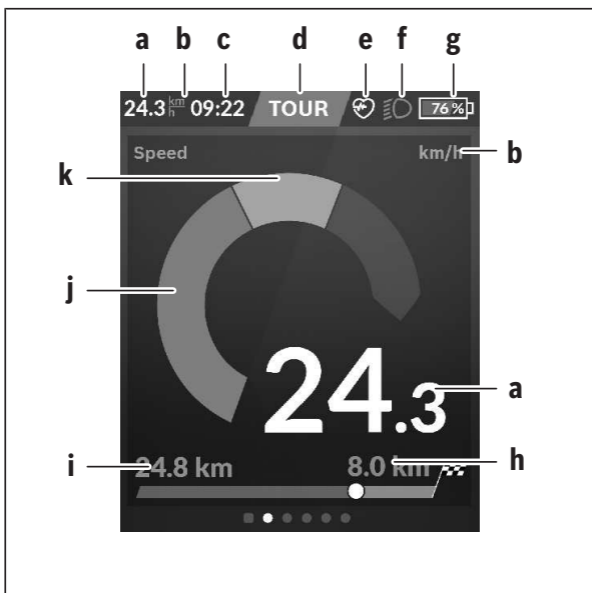 a b c d e f g
24.3 km/h 09:22 TOUR 76 %
Speed km/h b
k
j
24.3 a
i 24.8 km 8.0 km h